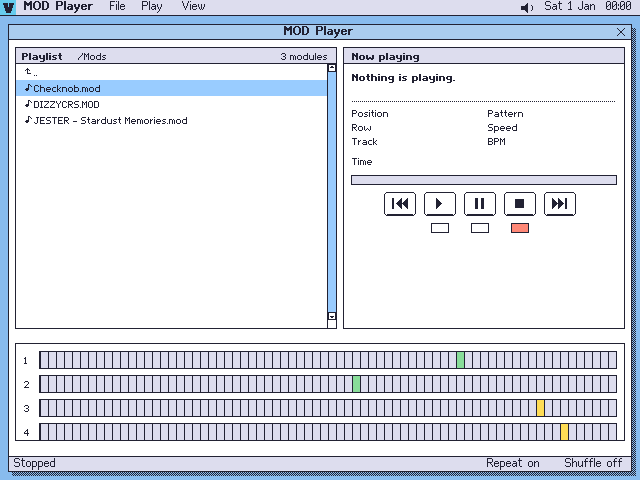 MOD Player File Play View Sat 1 Jan 00:00
MOD Player
Playlist /Mods 3 modules
..
Checknob.mod
DIZZYCRS.MOD
JESTER - Stardust Memories.mod
Now playing
Nothing is playing.
Position Pattern
Row Speed
Track BPM
Time
1
2
3
4
Stopped Repeat on Shuffle off